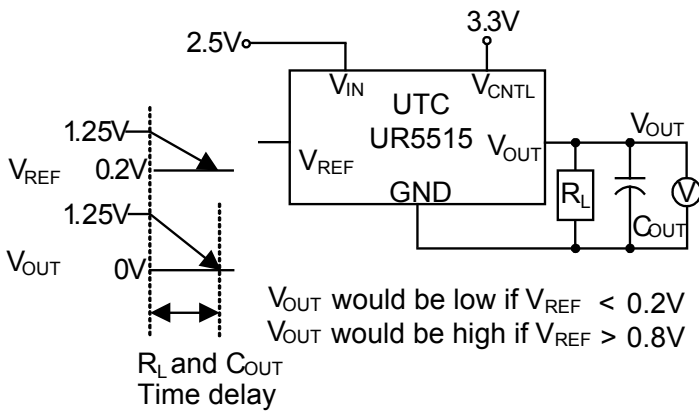 2.5V
3.3V
VIN
VCNTL
UTC
UR5515
VREF
VOUT
GND
VOUT
RL
COUT
V
1.25V
VREF 0.2V
1.25V
VOUT 0V
RL and COUT
Time delay
VOUT would be low if VREF < 0.2V
VOUT would be high if VREF > 0.8V